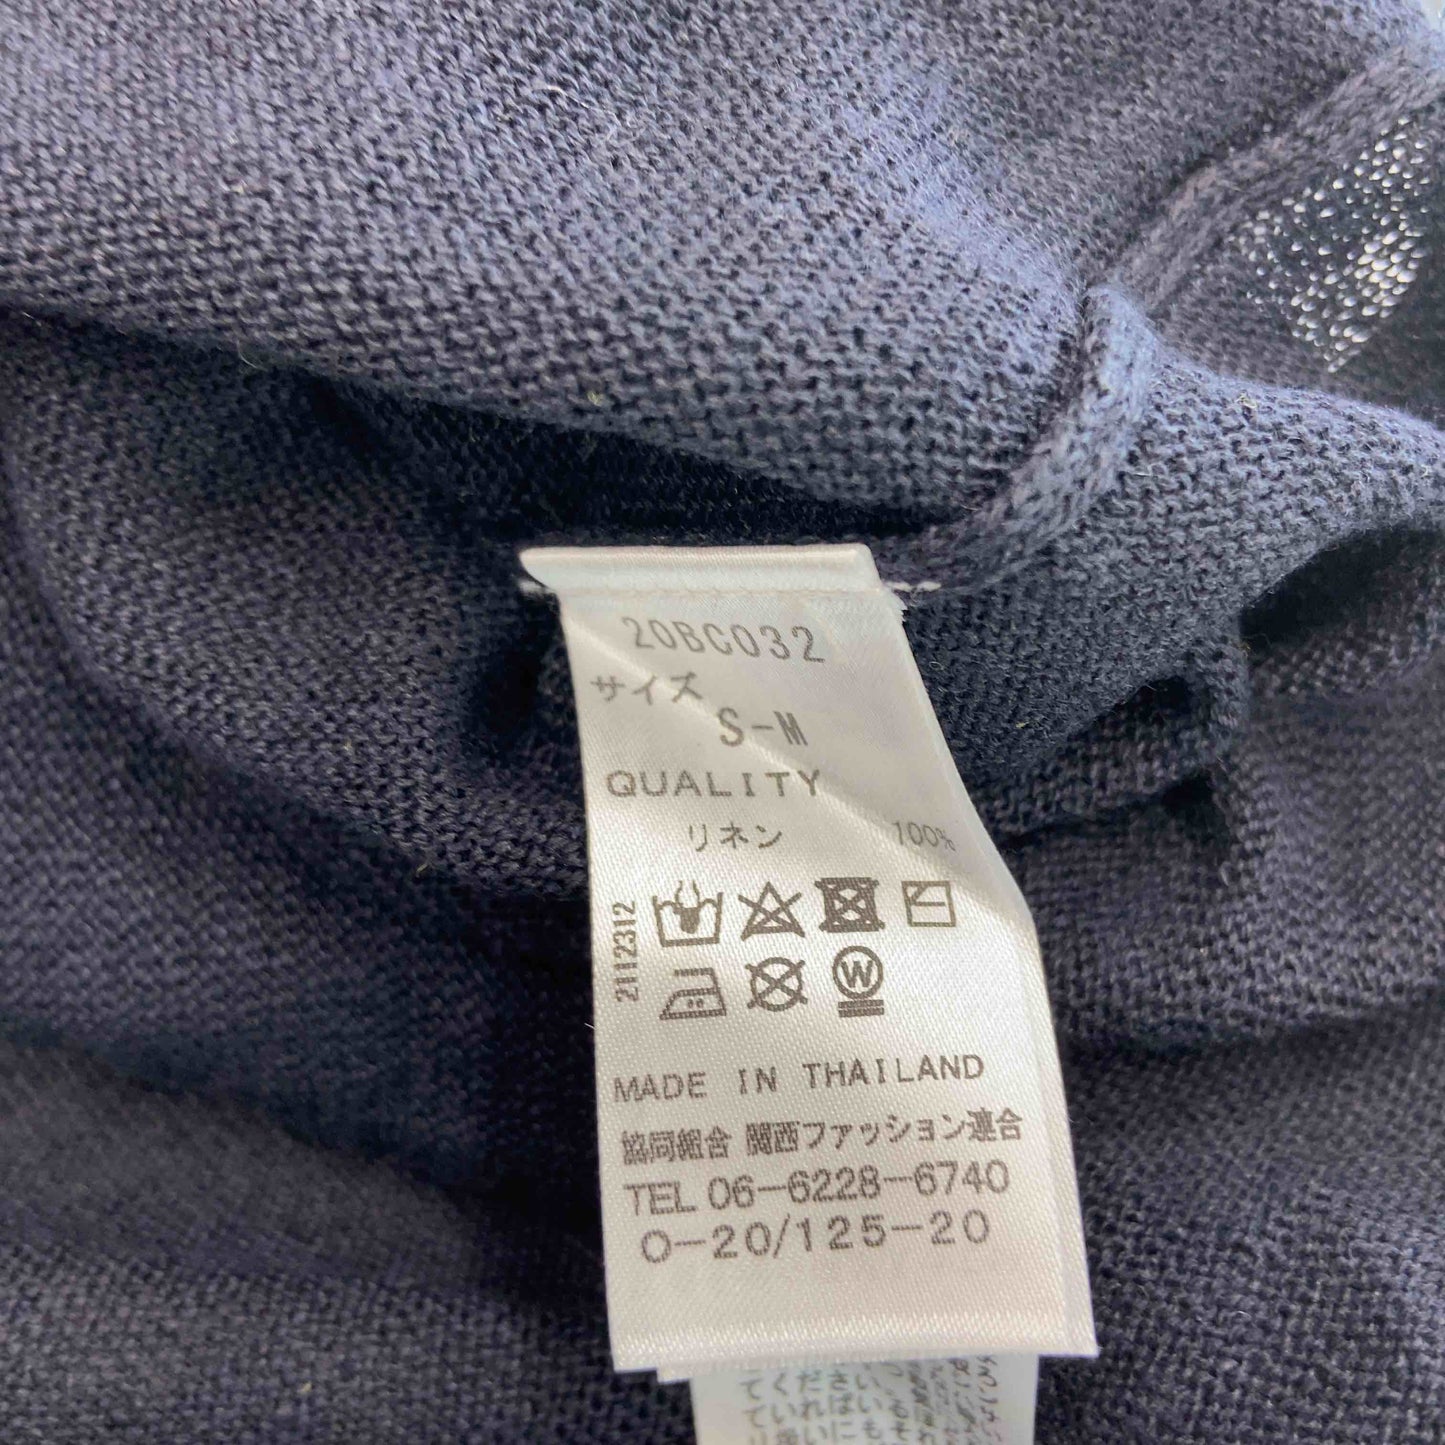 20BC032
サイズ
S-M
QUALITY
リネン 100%
2112312
W
MADE IN THAILAND
協同組合 関西ファッション連合
TEL 06-6228-6740
O-20/125-20